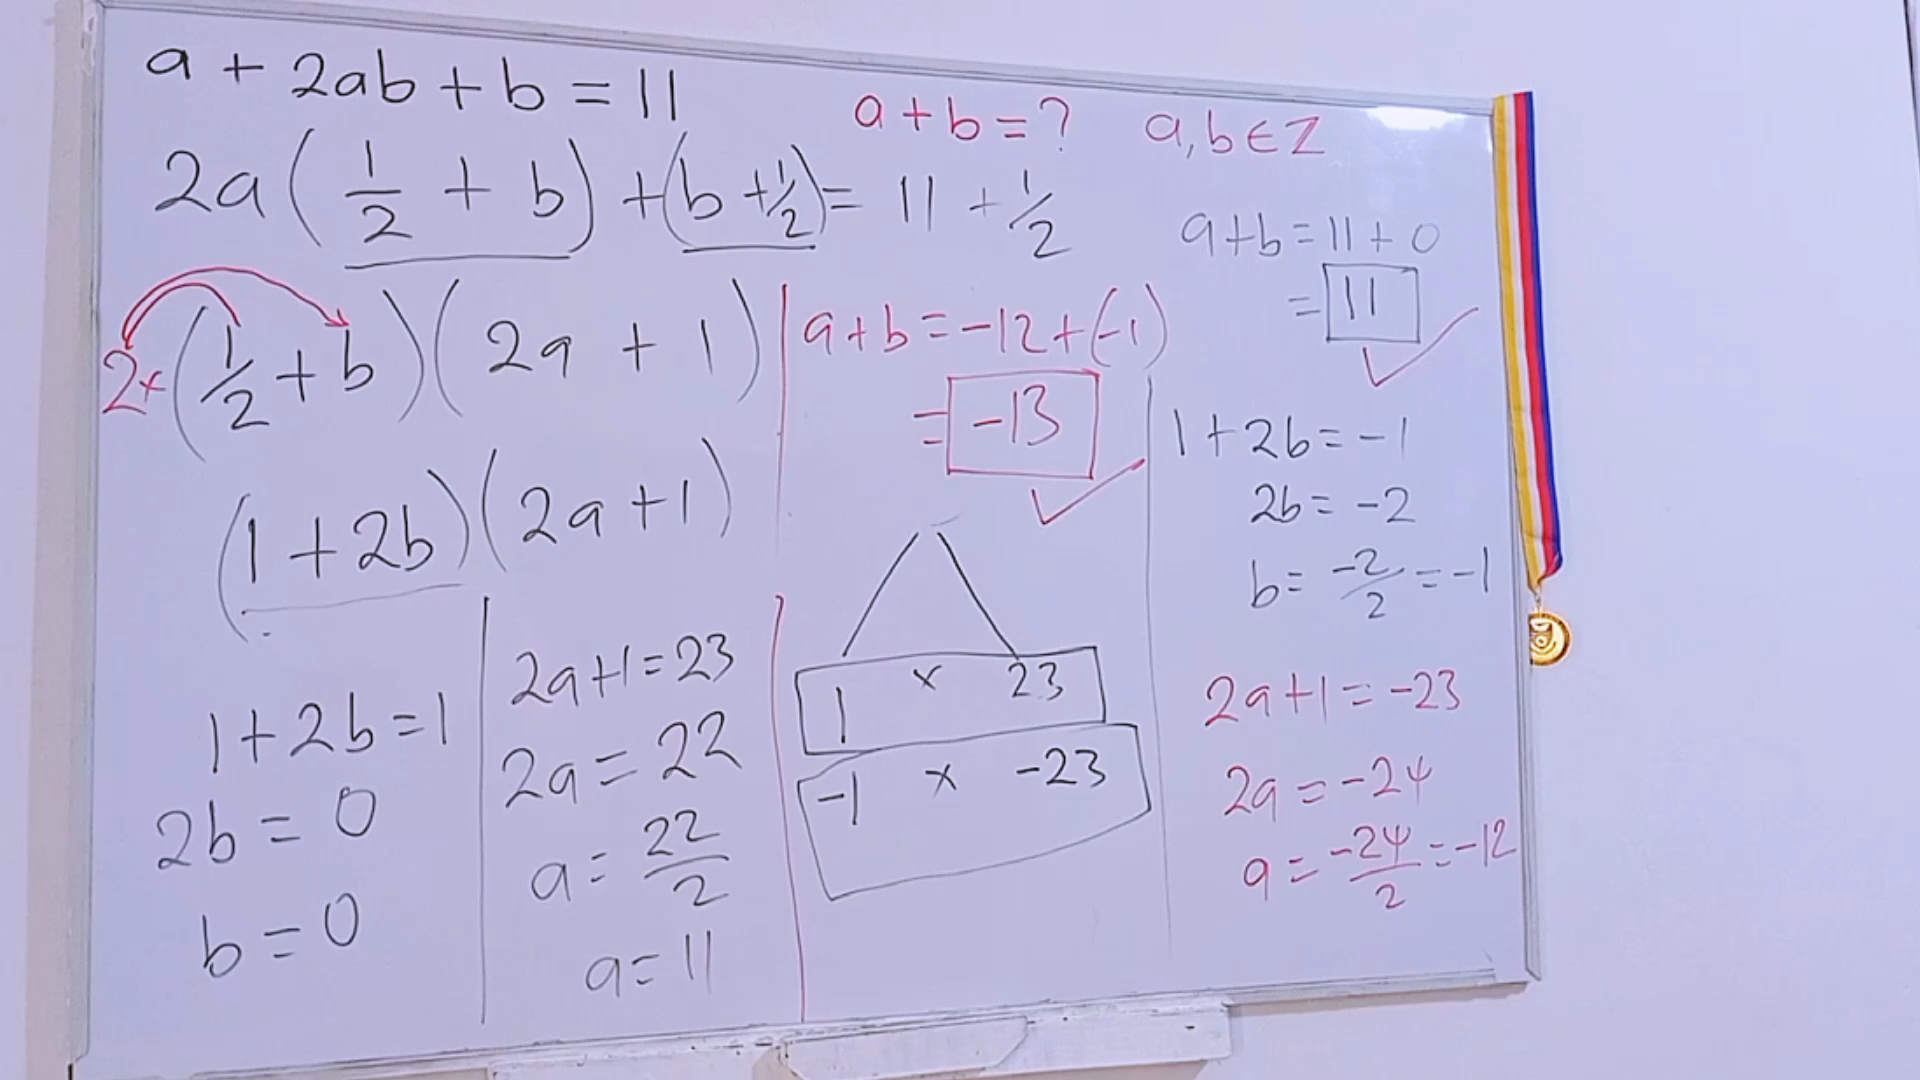 a + 2ab + b = 11
a + b = ? a, b ∈ Z
2a(1/2 + b) + (b + 1/2) = 11 + 1/2
2×(1/2 + b)(2a + 1)
(1 + 2b)(2a + 1)
1 + 2b = 1
2b = 0
b = 0
2a + 1 = 23
2a = 22
a = 22/2
a = 11
a + b = -12 + (-1)
= -13
1 × 23
-1 × -23
a + b = 11 + 0
= 11
1 + 2b = -1
2b = -2
b = -2/2 = -1
2a + 1 = -23
2a = -24
a = -24/2 = -12